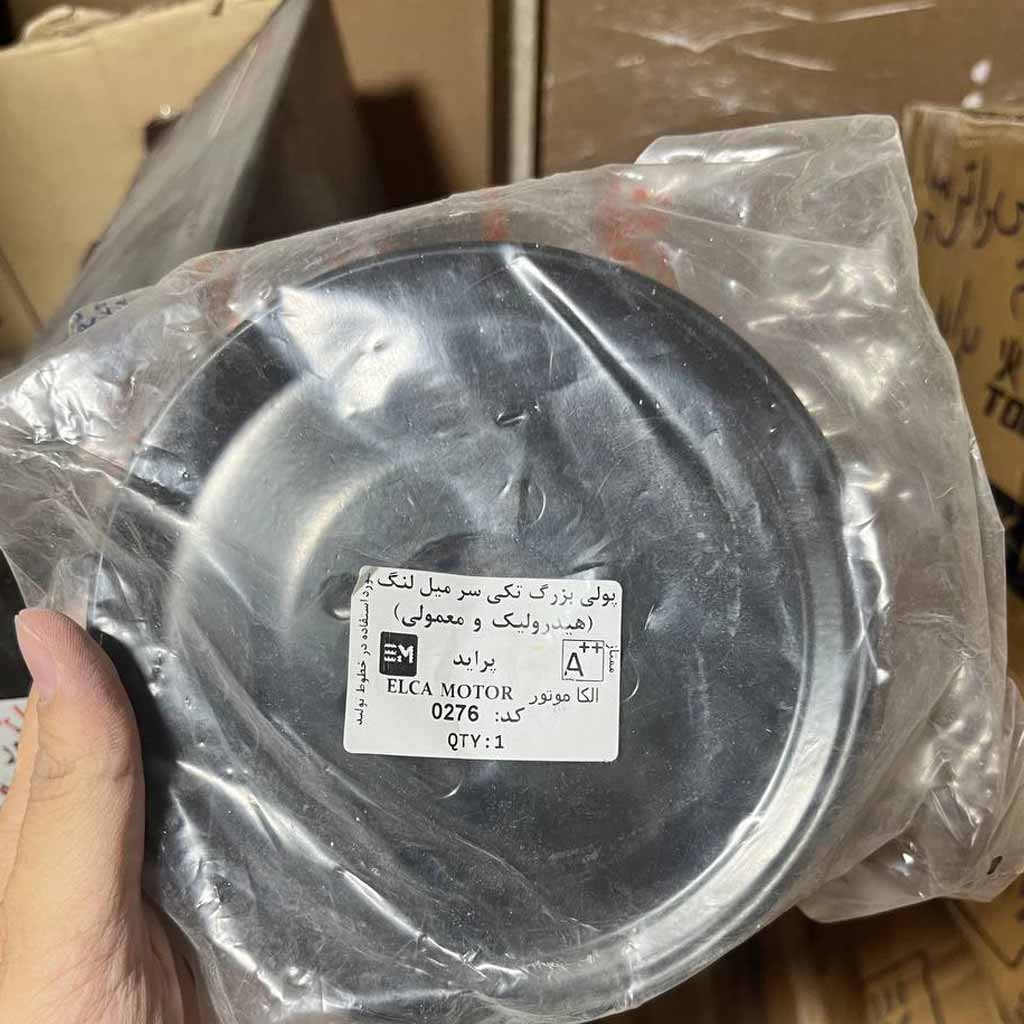 پولی بزرگ تکی سر میل لنگ
(هیدرولیک و معمولی)
EM
پراید
A++
ممتاز
ELCA MOTOR الکا موتور
کد: 0276
QTY:1
مورد استفاده در خطوط تولید